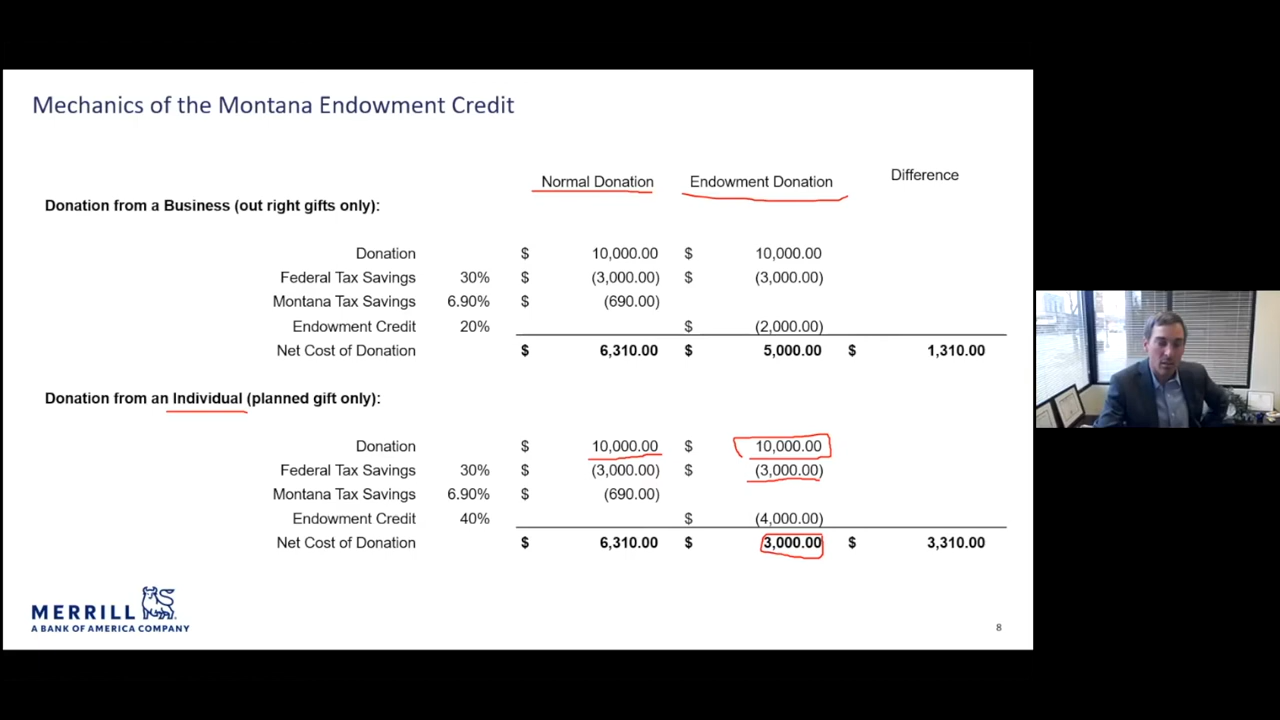 Mechanics of the Montana Endowment Credit
Normal Donation Endowment Donation Difference
Donation from a Business (out right gifts only):
Donation $ 10,000.00 $ 10,000.00
Federal Tax Savings 30% $ (3,000.00) $ (3,000.00)
Montana Tax Savings 6.90% $ (690.00)
Endowment Credit 20% $ (2,000.00)
Net Cost of Donation $ 6,310.00 $ 5,000.00 $ 1,310.00
Donation from an Individual (planned gift only):
Donation $ 10,000.00 $ 10,000.00
Federal Tax Savings 30% $ (3,000.00) $ (3,000.00)
Montana Tax Savings 6.90% $ (690.00)
Endowment Credit 40% $ (4,000.00)
Net Cost of Donation $ 6,310.00 $ 3,000.00 $ 3,310.00
MERRILL
A BANK OF AMERICA COMPANY
8